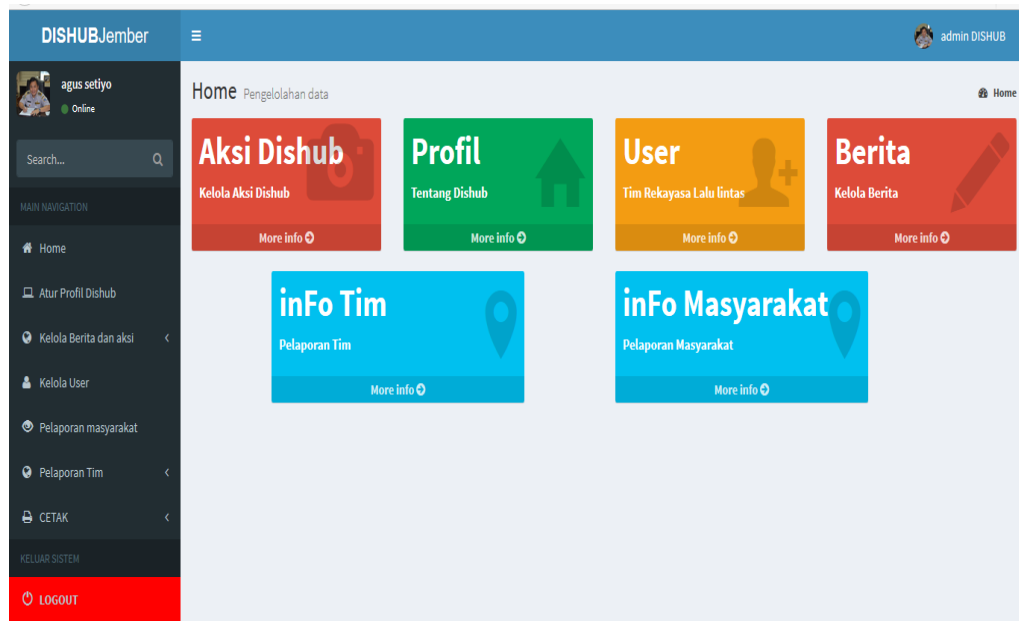 DISHUBJember
admin DISHUB
agus setiyo
Online
Search...
MAIN NAVIGATION
Home
Atur Profil Dishub
Kelola Berita dan aksi
Kelola User
Pelaporan masyarakat
Pelaporan Tim
CETAK
KELUAR SISTEM
LOGOUT
Home Pengelolahan data
Home
Aksi Dishub
Kelola Aksi Dishub
More info
Profil
Tentang Dishub
More info
User
Tim Rekayasa Lalu lintas
More info
Berita
Kelola Berita
More info
inFo Tim
Pelaporan Tim
More info
inFo Masyarakat
Pelaporan Masyarakat
More info